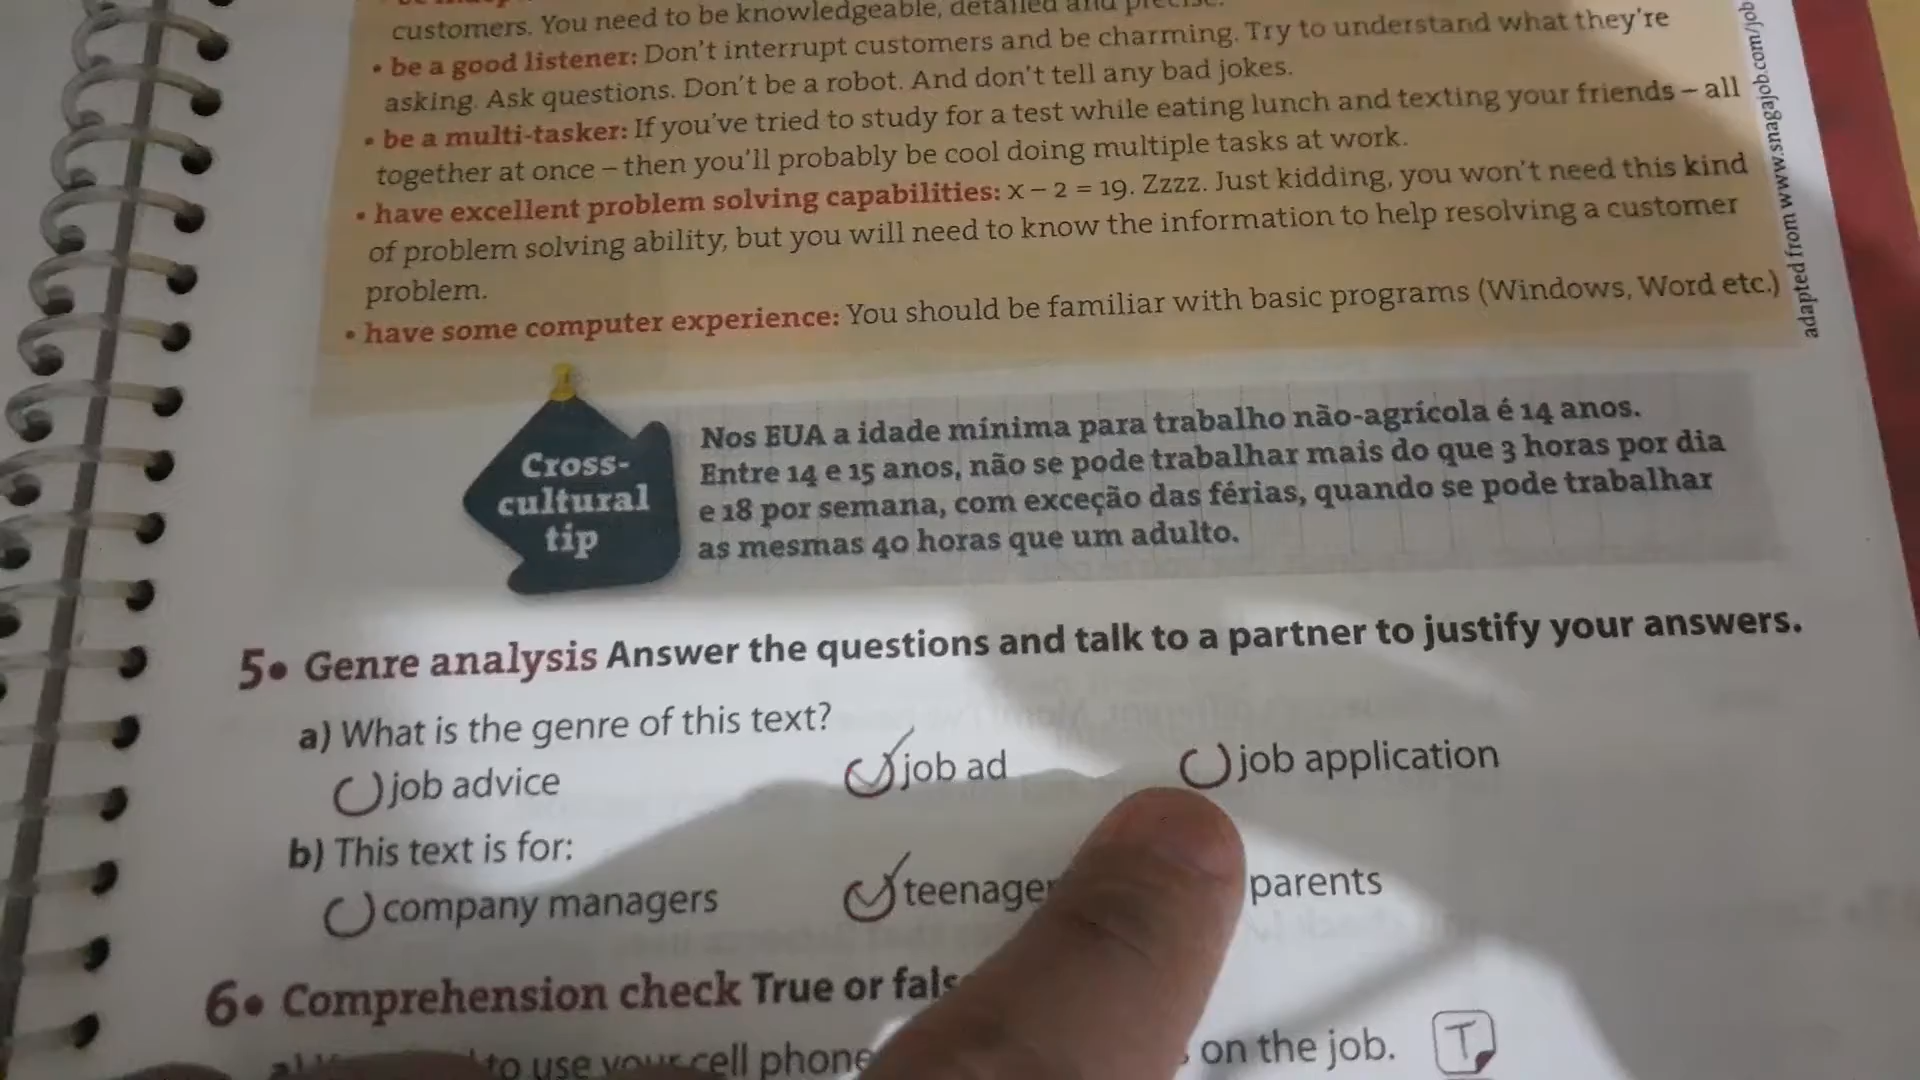 customers. You need to be knowledgeable, detailed and precise.
• be a good listener: Don't interrupt customers and be charming. Try to understand what they're
asking. Ask questions. Don't be a robot. And don't tell any bad jokes.
• be a multi-tasker: If you've tried to study for a test while eating lunch and texting your friends – all
together at once – then you'll probably be cool doing multiple tasks at work.
• have excellent problem solving capabilities: x – 2 = 19. Zzzz. Just kidding, you won't need this kind
of problem solving ability, but you will need to know the information to help resolving a customer
problem.
• have some computer experience: You should be familiar with basic programs (Windows, Word etc.)
adapted from www.snagajob.com/job
Cross-
cultural
tip
Nos EUA a idade mínima para trabalho não-agrícola é 14 anos.
Entre 14 e 15 anos, não se pode trabalhar mais do que 3 horas por dia
e 18 por semana, com exceção das férias, quando se pode trabalhar
as mesmas 40 horas que um adulto.
5• Genre analysis Answer the questions and talk to a partner to justify your answers.
a) What is the genre of this text?
job advice job ad job application
b) This text is for:
company managers teenager parents
6• Comprehension check True or fals
a) to use your cell phone on the job. T